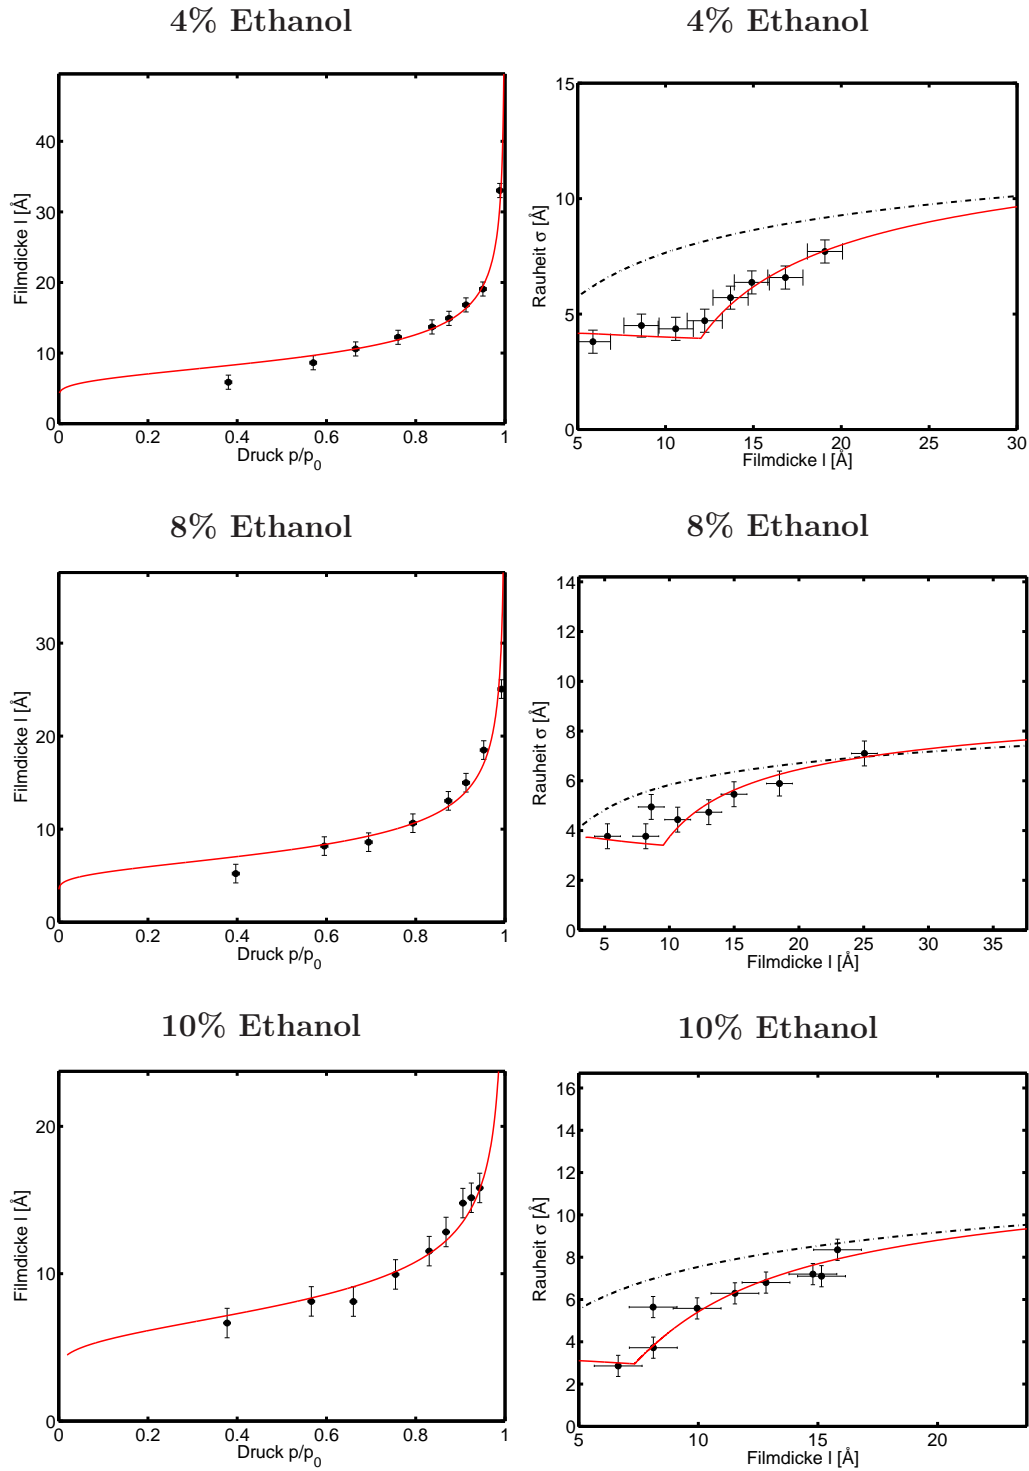 4% Ethanol
4% Ethanol
Filmdicke l [Å]
40
30
20
10
0
0 0.2 0.4 0.6 0.8 1
Druck p/p0
Rauheit σ [Å]
15
10
5
0
5 10 15 20 25 30
Filmdicke l [Å]
8% Ethanol
8% Ethanol
Filmdicke l [Å]
30
20
10
0
0 0.2 0.4 0.6 0.8 1
Druck p/p0
Rauheit σ [Å]
14
12
10
8
6
4
2
0
5 10 15 20 25 30 35
Filmdicke l [Å]
10% Ethanol
10% Ethanol
Filmdicke l [Å]
20
10
0
0 0.2 0.4 0.6 0.8 1
Druck p/p0
Rauheit σ [Å]
16
14
12
10
8
6
4
2
0
5 10 15 20
Filmdicke l [Å]